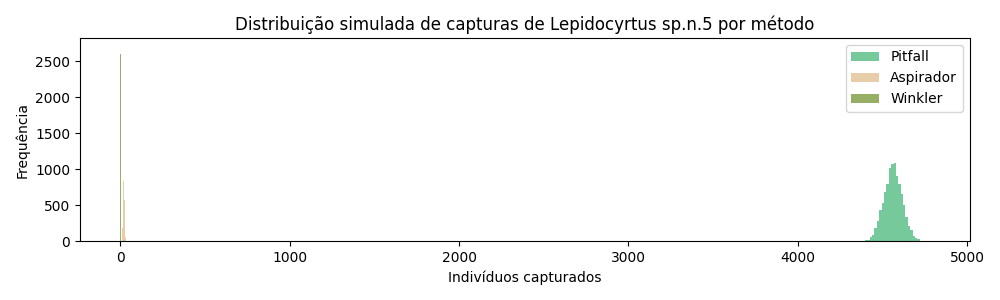 Distribuição simulada de capturas de Lepidocyrtus sp.n.5 por método
Frequência
2500
2000
1500
1000
500
0
Pitfall
Aspirador
Winkler
0 1000 2000 3000 4000 5000
Indivíduos capturados